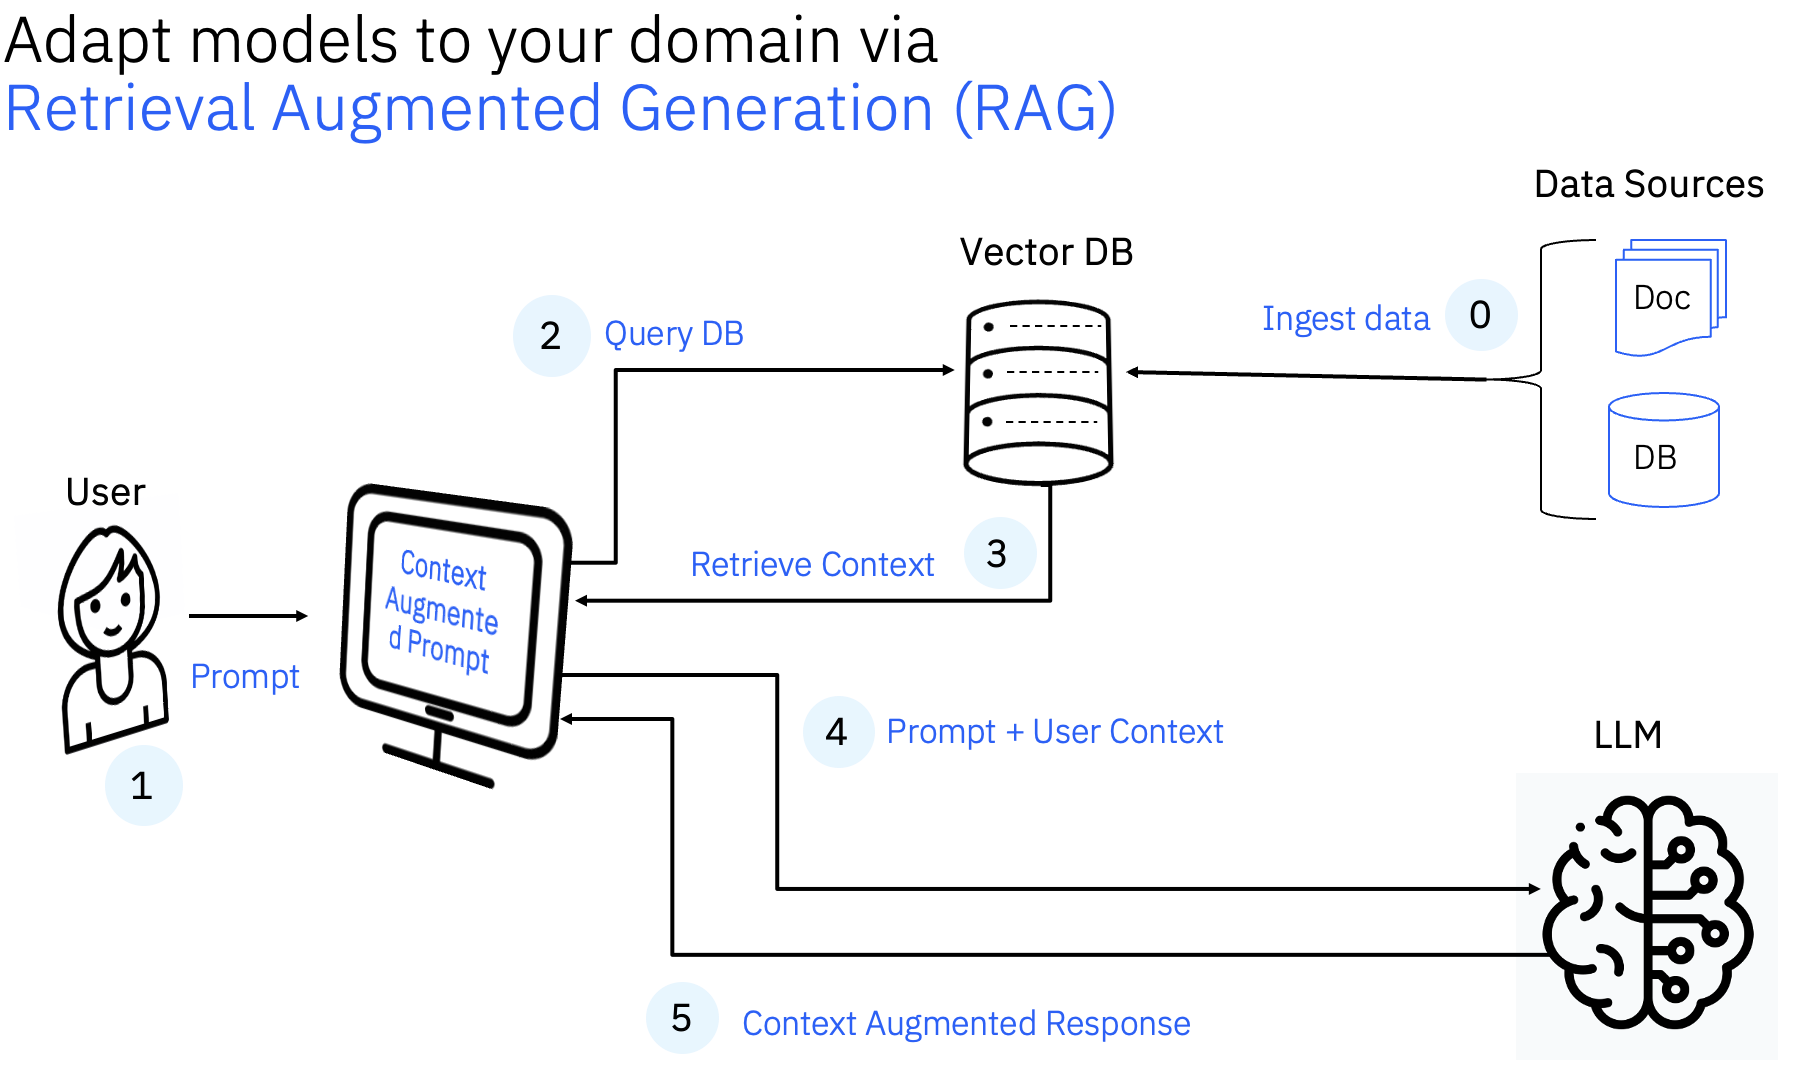 Adapt models to your domain via
Retrieval Augmented Generation (RAG)
Data Sources
Vector DB
Doc
2
Query DB
Ingest data
0
DB
User
Context
Augmente
d Prompt
Retrieve Context
3
Prompt
1
4
Prompt + User Context
LLM
5
Context Augmented Response